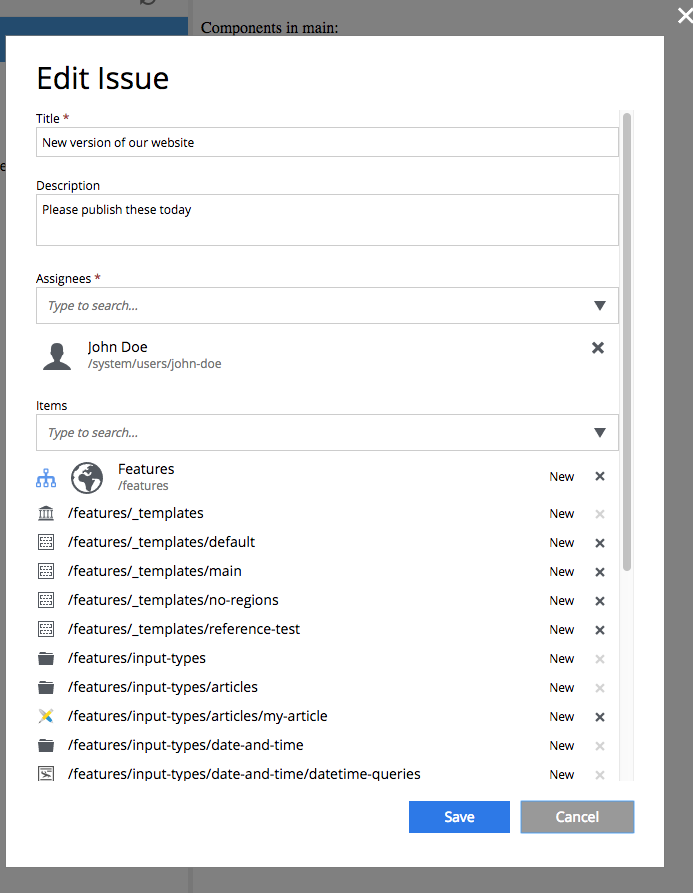 Components in main:
Edit Issue
Title *
New version of our website
Description
Please publish these today
Assignees *
Type to search...
John Doe
/system/users/john-doe
Items
Type to search...
Features
/features
New
/features/_templates New
/features/_templates/default New
/features/_templates/main New
/features/_templates/no-regions New
/features/_templates/reference-test New
/features/input-types New
/features/input-types/articles New
/features/input-types/articles/my-article New
/features/input-types/date-and-time New
/features/input-types/date-and-time/datetime-queries New
Save Cancel